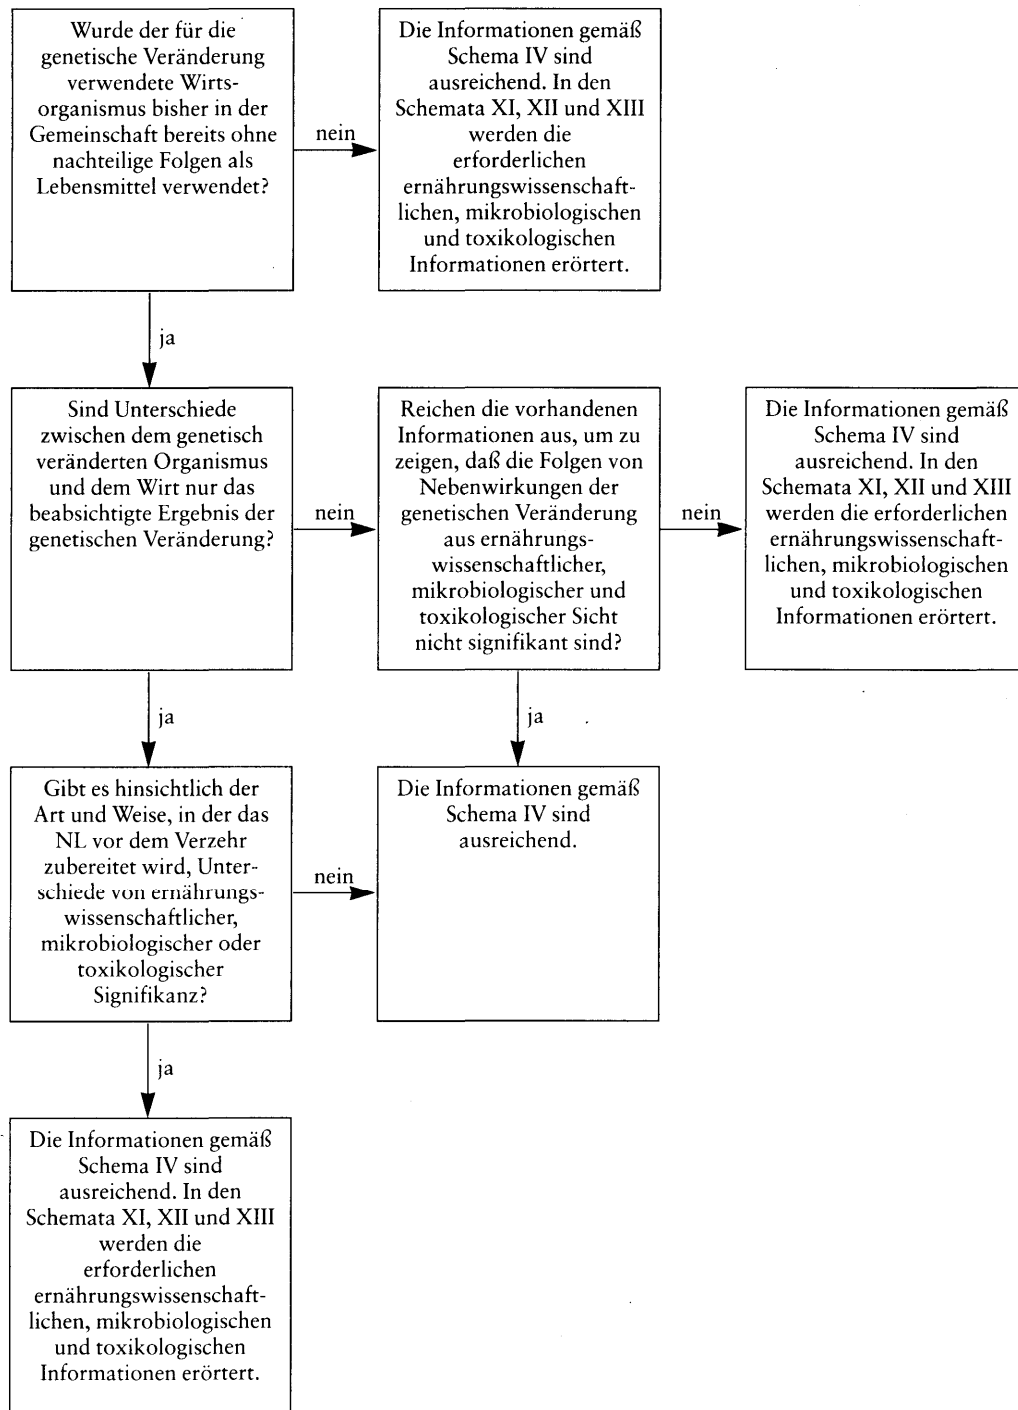 Wurde der für die
genetische Veränderung
verwendete Wirts-
organismus bisher in der
Gemeinschaft bereits ohne
nachteilige Folgen als
Lebensmittel verwendet?
nein
Die Informationen gemäß
Schema IV sind
ausreichend. In den
Schemata XI, XII und XIII
werden die
erforderlichen
ernährungswissenschaft-
lichen, mikrobiologischen
und toxikologischen
Informationen erörtert.
ja
Sind Unterschiede
zwischen dem genetisch
veränderten Organismus
und dem Wirt nur das
beabsichtigte Ergebnis der
genetischen Veränderung?
nein
Reichen die vorhandenen
Informationen aus, um zu
zeigen, daß die Folgen von
Nebenwirkungen der
genetischen Veränderung
aus ernährungs-
wissenschaftlicher,
mikrobiologischer und
toxikologischer Sicht
nicht signifikant sind?
nein
Die Informationen gemäß
Schema IV sind
ausreichend. In den
Schemata XI, XII und XIII
werden die erforderlichen
ernährungswissenschaft-
lichen, mikrobiologischen
und toxikologischen
Informationen erörtert.
ja
ja
Gibt es hinsichtlich der
Art und Weise, in der das
NL vor dem Verzehr
zubereitet wird, Unter-
schiede von ernährungs-
wissenschaftlicher,
mikrobiologischer oder
toxikologischer
Signifikanz?
nein
Die Informationen gemäß
Schema IV sind
ausreichend.
ja
Die Informationen gemäß
Schema IV sind
ausreichend. In den
Schemata XI, XII und XIII
werden die
erforderlichen
ernährungswissenschaft-
lichen, mikrobiologischen
und toxikologischen
Informationen erörtert.